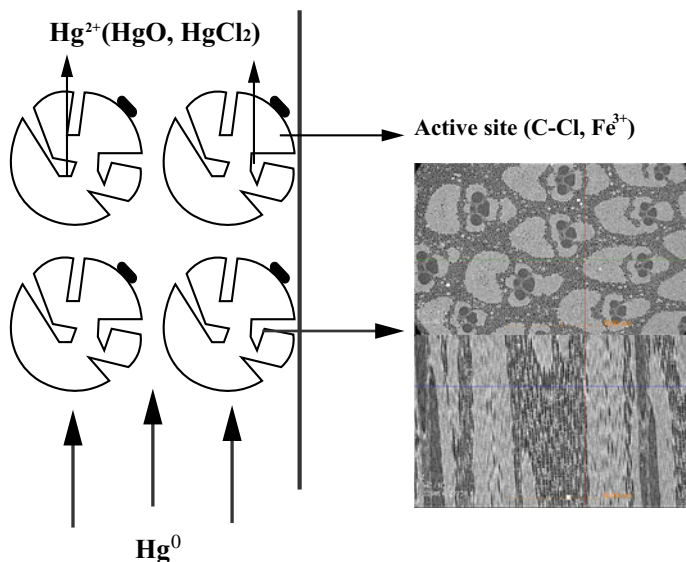 Hg²⁺(HgO, HgCl₂)
Active site (C-Cl, Fe³⁺)
Hg⁰